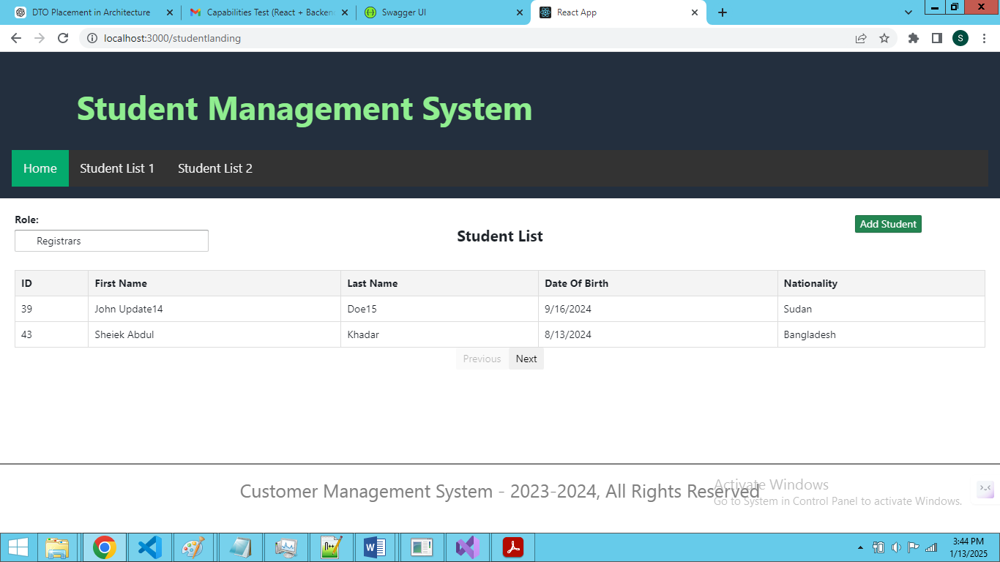 DTO Placement in Architecture
Capabilities Test (React + Backen
Swagger UI
React App
localhost:3000/studentlanding
S
Student Management System
Home Student List 1 Student List 2
Role:
Registrars
Student List
Add Student
ID First Name Last Name Date Of Birth Nationality
39 John Update14 Doe15 9/16/2024 Sudan
43 Sheiek Abdul Khadar 8/13/2024 Bangladesh
Previous Next
Customer Management System - 2023-2024, All Rights Reserved
Activate Windows
Go to System in Control Panel to activate Windows.
3:44 PM
1/13/2025